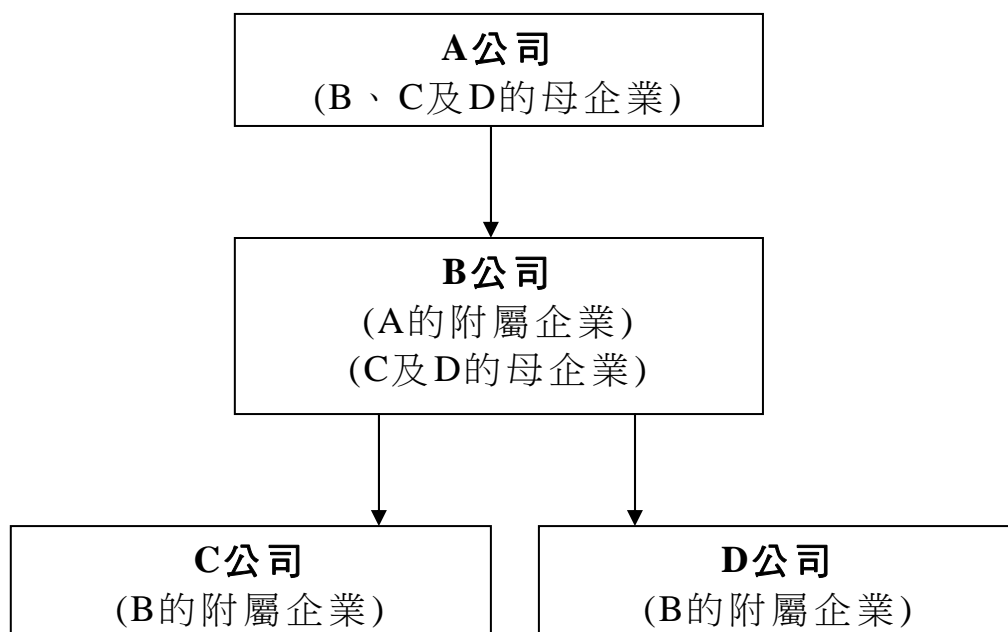 A公司
(B、C及D的母企業)
B公司
(A的附屬企業)
(C及D的母企業)
C公司
(B的附屬企業)
D公司
(B的附屬企業)